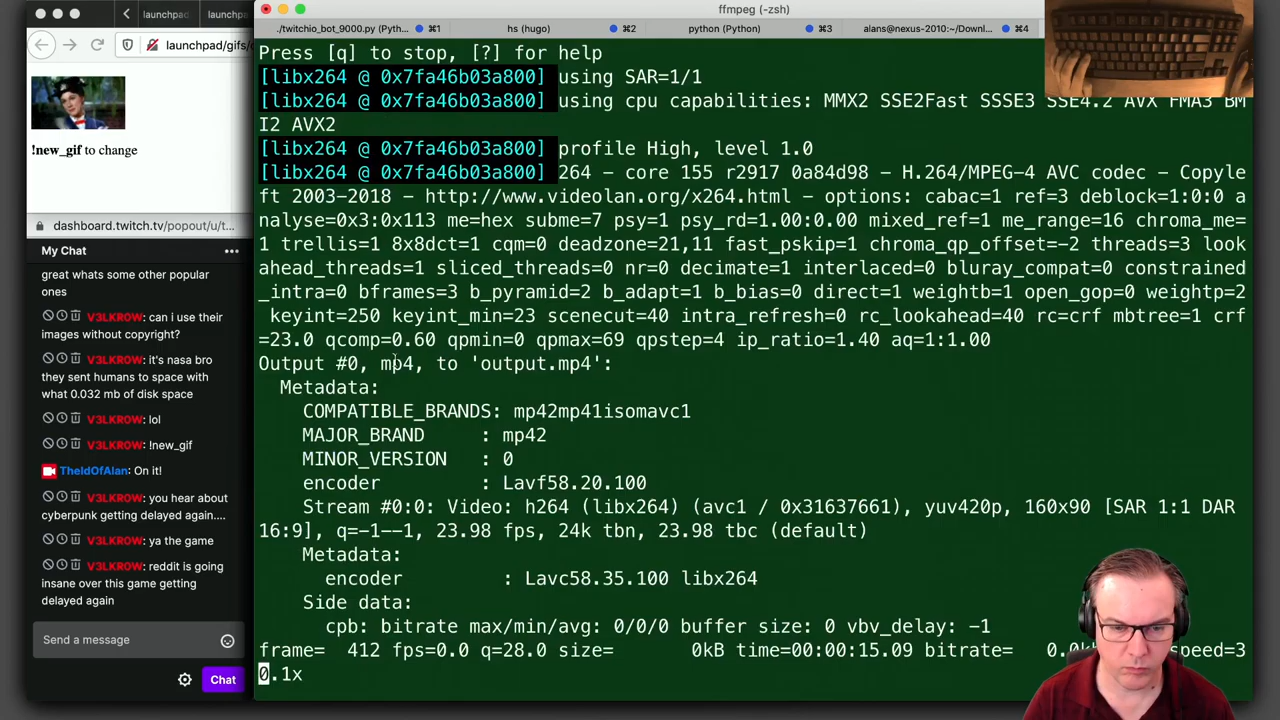 launchpad
launchpad
launchpad/gifs/
!new_gif to change
dashboard.twitch.tv/popout/u/t...
My Chat
great whats some other popular
ones
V3LKR0W: can i use their
images without copyright?
V3LKR0W: it's nasa bro
they sent humans to space with
what 0.032 mb of disk space
V3LKR0W: lol
V3LKR0W: !new_gif
TheIdOfAlan: On it!
V3LKR0W: you hear about
cyberpunk getting delayed again....
V3LKR0W: ya the game
V3LKR0W: reddit is going
insane over this game getting
delayed again
Send a message
Chat
ffmpeg (-zsh)
./twitchio_bot_9000.py (Pyth... ⌘1
hs (hugo) ⌘2
python (Python) ⌘3
alans@nexus-2010:~/Downl... ⌘4
Press [q] to stop, [?] for help
[libx264 @ 0x7fa46b03a800] using SAR=1/1
[libx264 @ 0x7fa46b03a800] using cpu capabilities: MMX2 SSE2Fast SSSE3 SSE4.2 AVX FMA3 BM
I2 AVX2
[libx264 @ 0x7fa46b03a800] profile High, level 1.0
[libx264 @ 0x7fa46b03a800] 264 - core 155 r2917 0a84d98 - H.264/MPEG-4 AVC codec - Copyle
ft 2003-2018 - http://www.videolan.org/x264.html - options: cabac=1 ref=3 deblock=1:0:0 a
nalyse=0x3:0x113 me=hex subme=7 psy=1 psy_rd=1.00:0.00 mixed_ref=1 me_range=16 chroma_me=
1 trellis=1 8x8dct=1 cqm=0 deadzone=21,11 fast_pskip=1 chroma_qp_offset=-2 threads=3 look
ahead_threads=1 sliced_threads=0 nr=0 decimate=1 interlaced=0 bluray_compat=0 constrained
_intra=0 bframes=3 b_pyramid=2 b_adapt=1 b_bias=0 direct=1 weightb=1 open_gop=0 weightp=2
keyint=250 keyint_min=23 scenecut=40 intra_refresh=0 rc_lookahead=40 rc=crf mbtree=1 crf
=23.0 qcomp=0.60 qpmin=0 qpmax=69 qpstep=4 ip_ratio=1.40 aq=1:1.00
Output #0, mp4, to 'output.mp4':
Metadata:
COMPATIBLE_BRANDS: mp42mp41isomavc1
MAJOR_BRAND : mp42
MINOR_VERSION : 0
encoder : Lavf58.20.100
Stream #0:0: Video: h264 (libx264) (avc1 / 0x31637661), yuv420p, 160x90 [SAR 1:1 DAR
16:9], q=-1--1, 23.98 fps, 24k tbn, 23.98 tbc (default)
Metadata:
encoder : Lavc58.35.100 libx264
Side data:
cpb: bitrate max/min/avg: 0/0/0 buffer size: 0 vbv_delay: -1
frame= 412 fps=0.0 q=28.0 size= 0kB time=00:00:15.09 bitrate= speed=3
0.1x